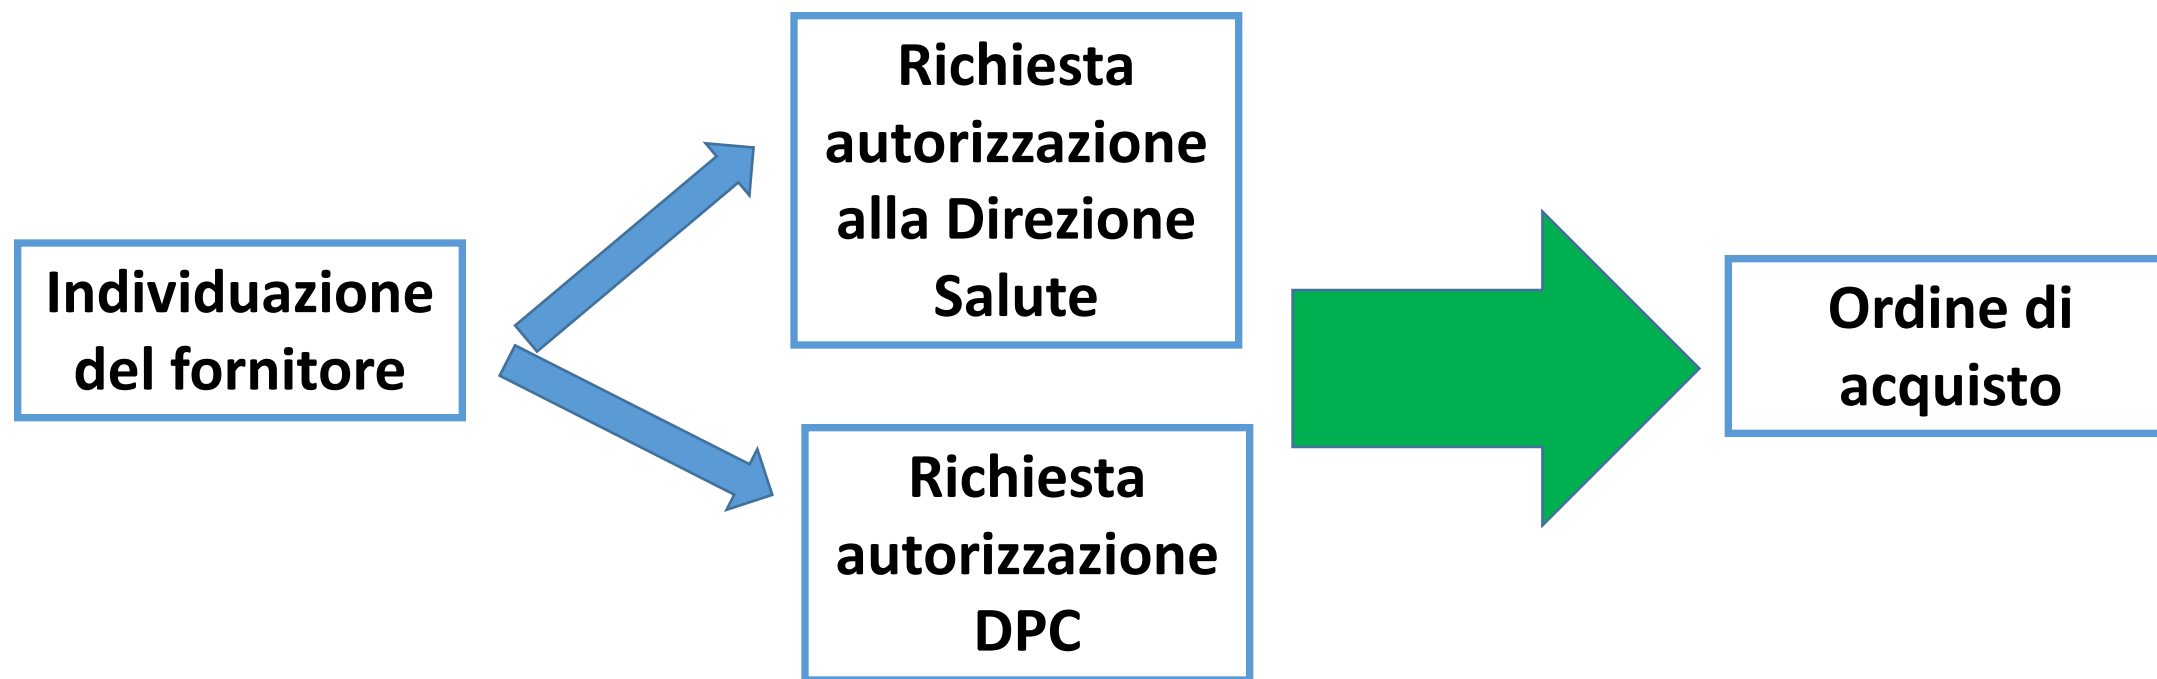 Individuazione
del fornitore
Richiesta
autorizzazione
alla Direzione
Salute
Richiesta
autorizzazione
DPC
Ordine di
acquisto